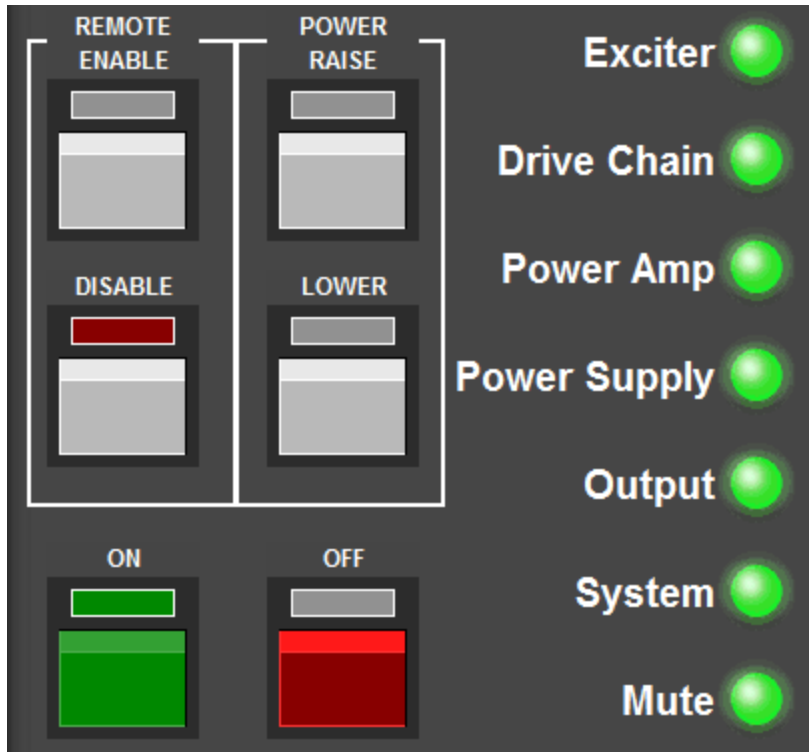 REMOTE
ENABLE
POWER
RAISE
DISABLE
LOWER
ON
OFF
Exciter
Drive Chain
Power Amp
Power Supply
Output
System
Mute